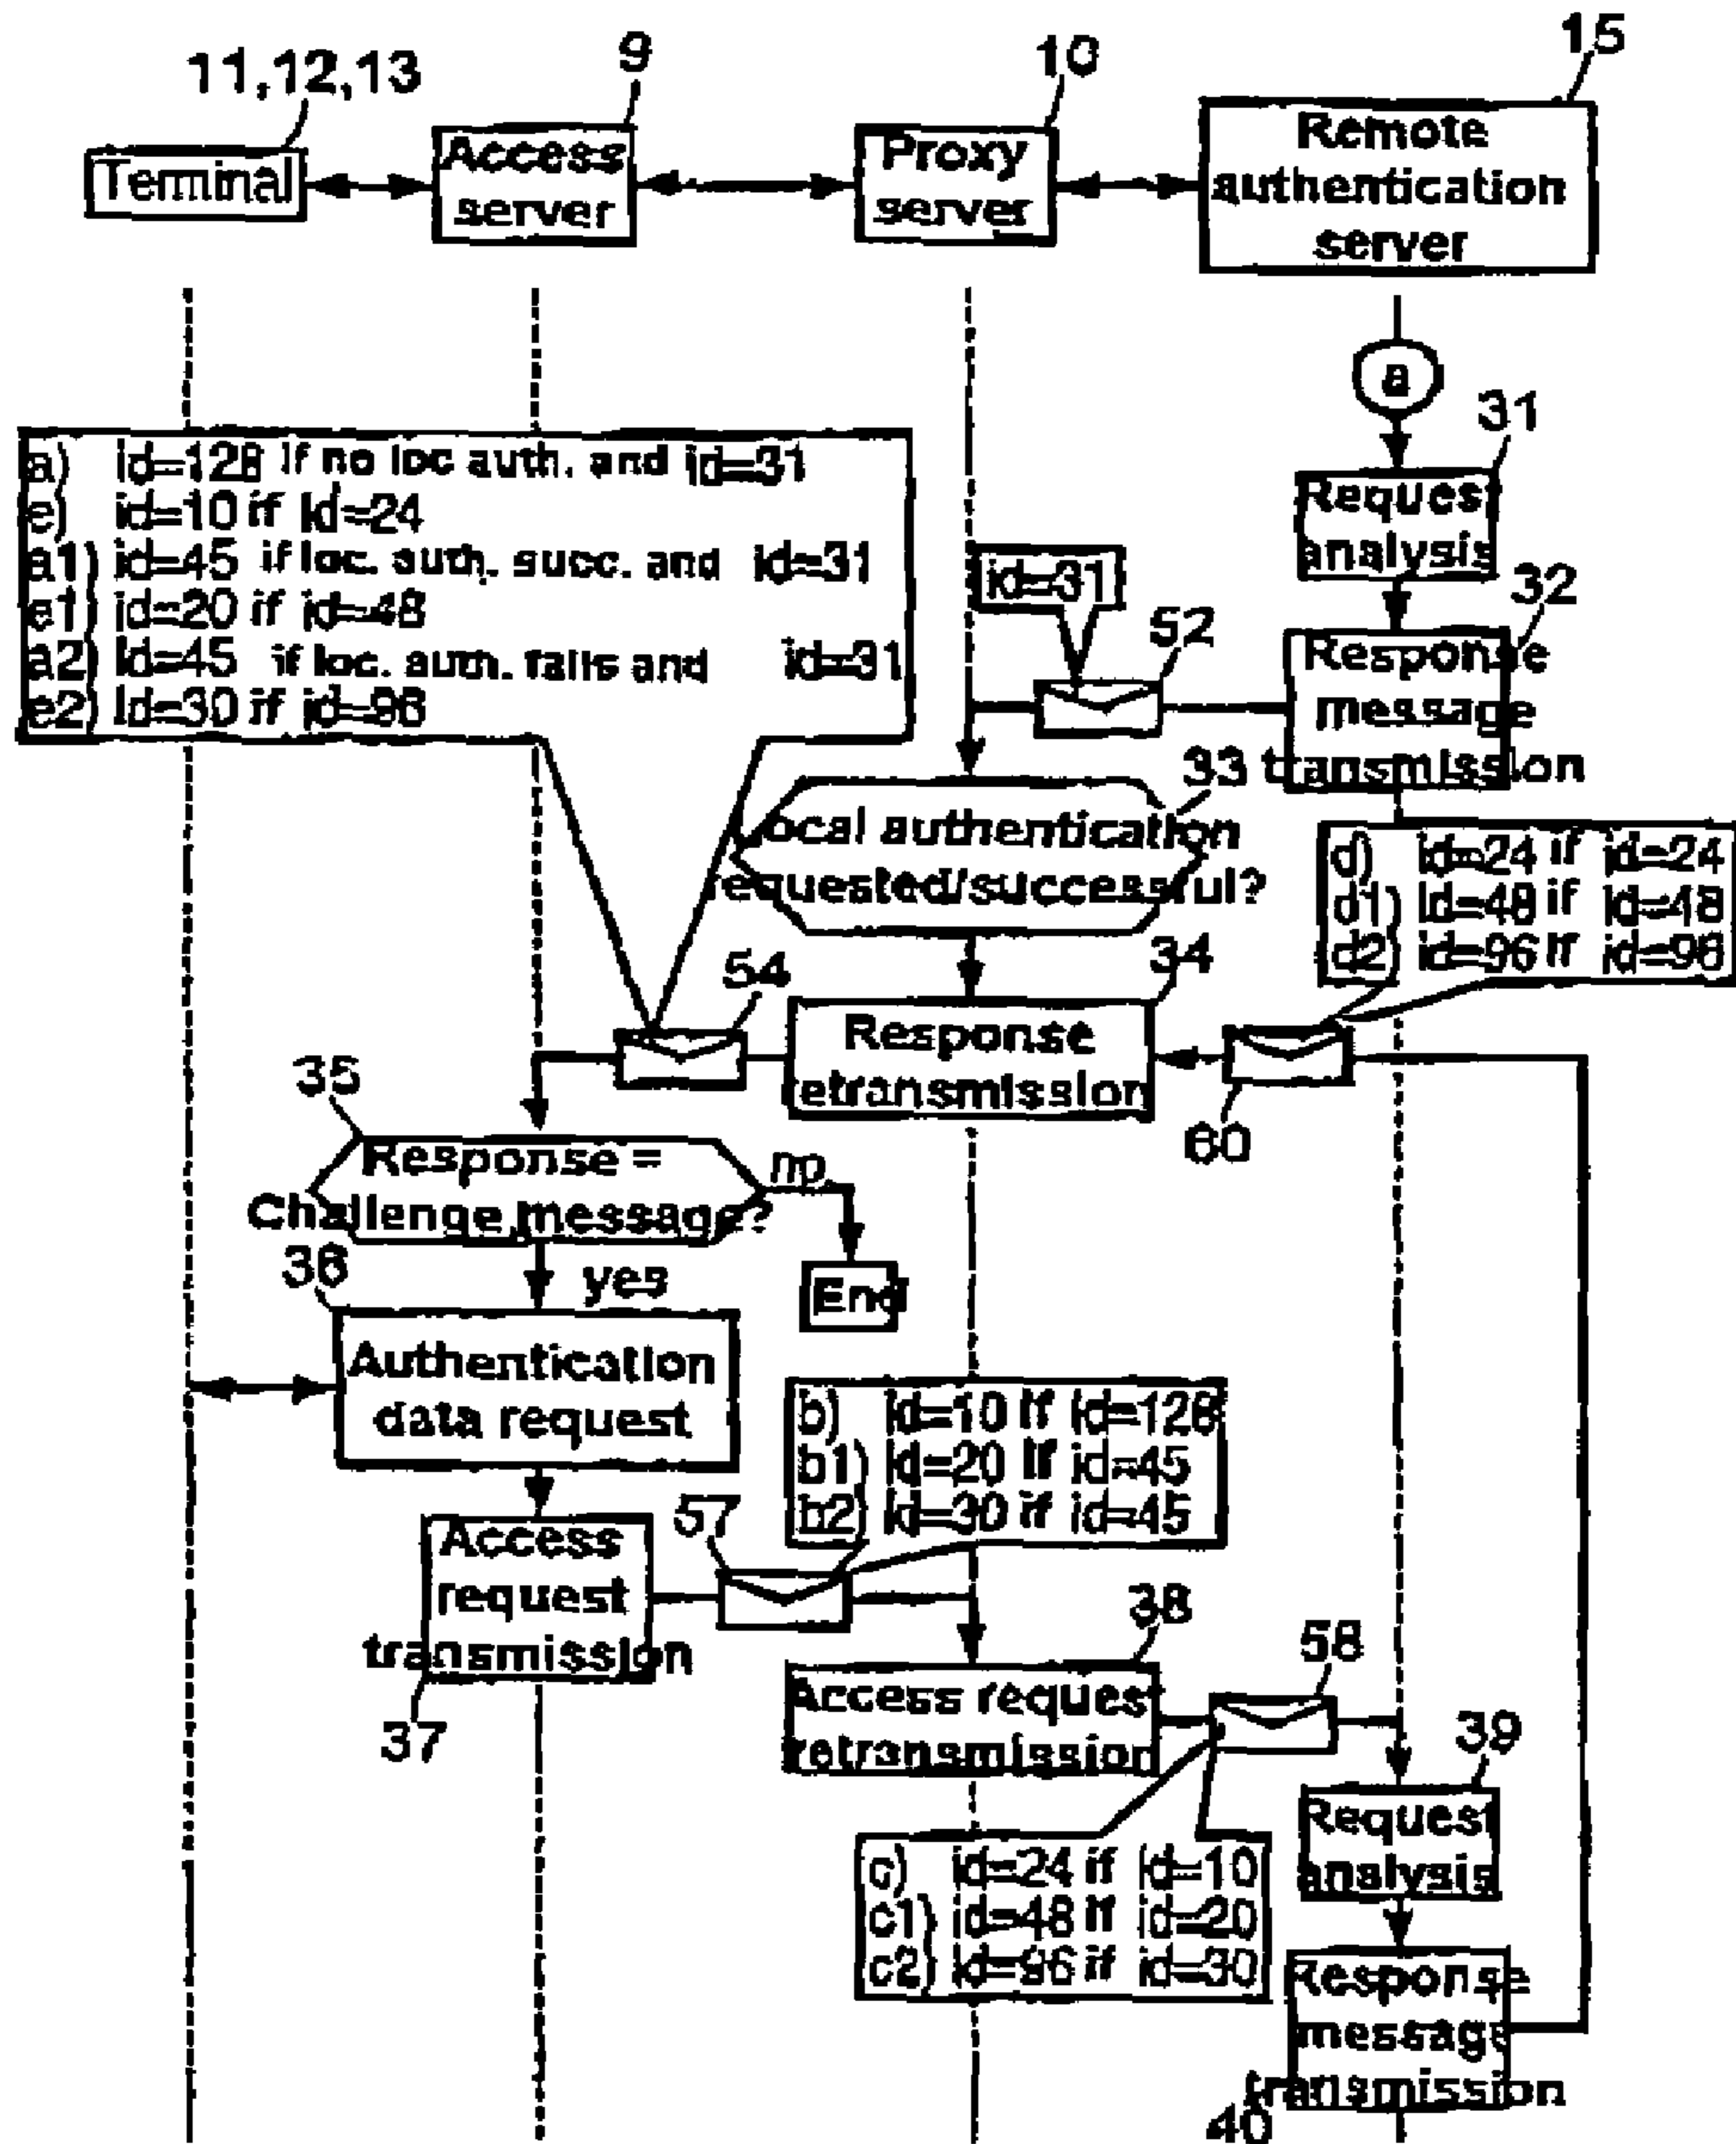 11,12,13
9
10
15
Terminal
Access
server
Proxy
server
Remote
authentication
server
a
31
Request
analysis
a) id=128 if no loc auth. and id=31
e) id=10 if id=24
a1) id=45 if loc. auth. succ. and id=31
e1) id=20 if id=48
a2) id=45 if loc. auth. fails and id=31
e2) id=30 if id=96
id=31
52
32
Response
message
transmission
33
Local authentication
requested/successful?
d) id=24 if id=24
d1) id=48 if id=48
d2) id=96 if id=96
54
34
Response
retransmission
60
35
Response =
Challenge message?
no
End
36
yes
Authentication
data request
b) id=10 if id=128
b1) id=20 if id=45
b2) id=30 if id=45
57
Access
request
transmission
37
38
Access request
retransmission
58
39
Request
analysis
c) id=24 if id=10
c1) id=48 if id=20
c2) id=96 if id=30
Response
message
transmission
40